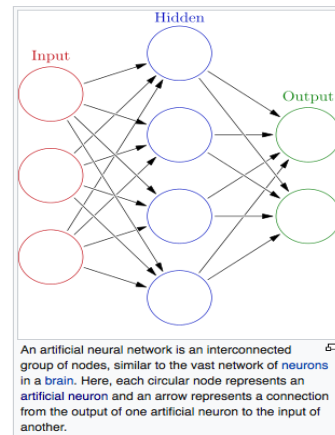 Hidden
Input
Output
An artificial neural network is an interconnected
group of nodes, similar to the vast network of neurons
in a brain. Here, each circular node represents an
artificial neuron and an arrow represents a connection
from the output of one artificial neuron to the input of
another.